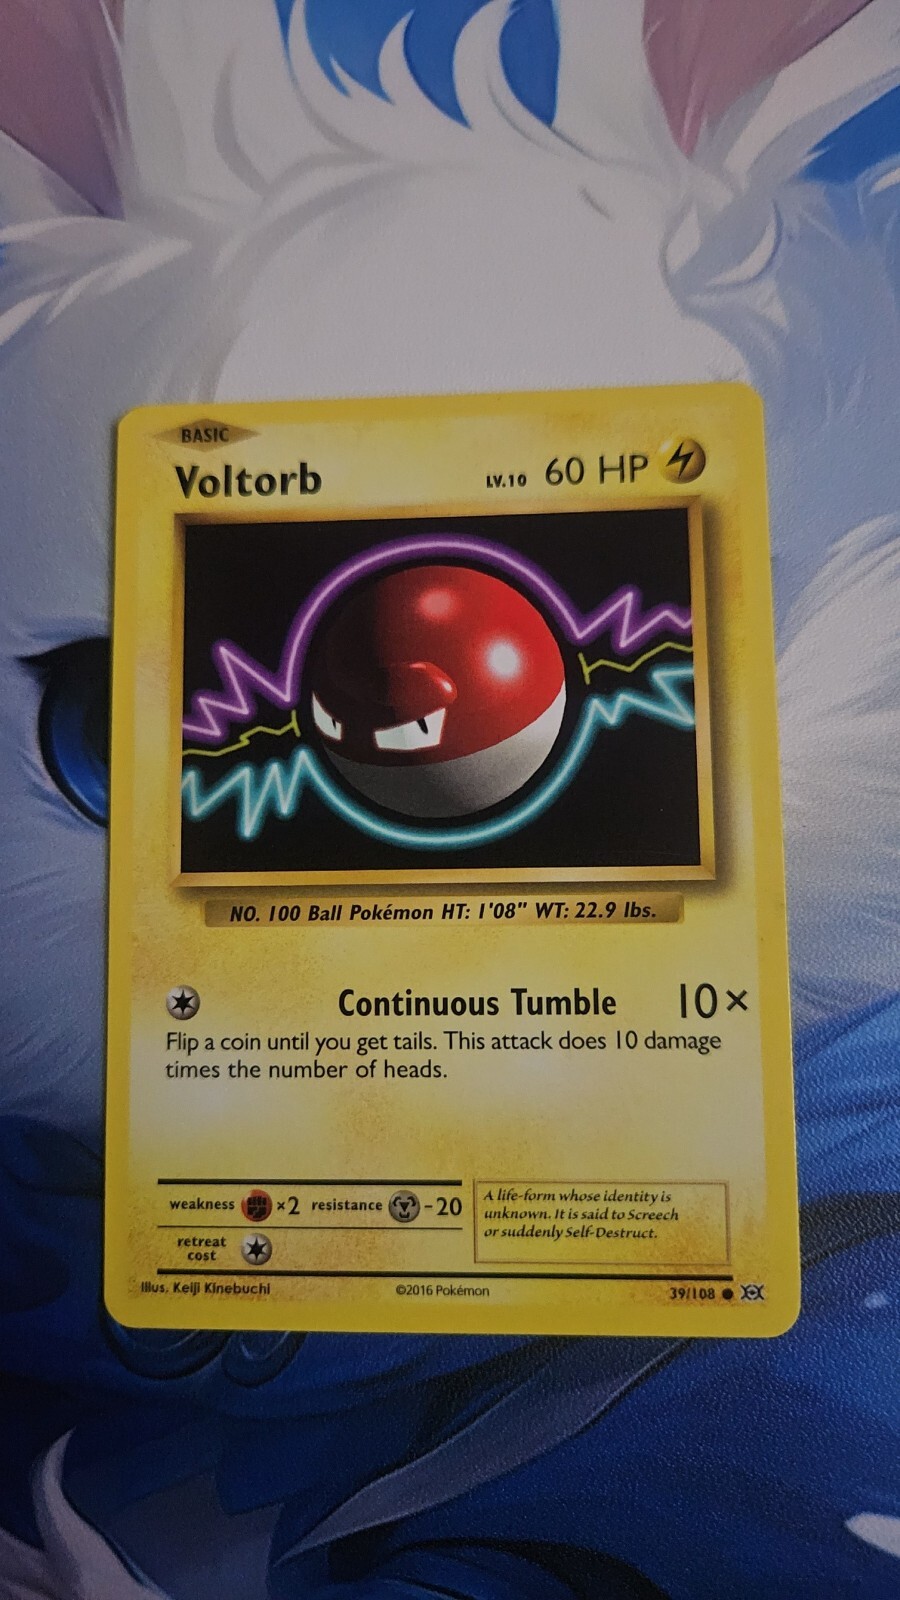 BASIC
Voltorb LV.10 60 HP
NO. 100 Ball Pokémon HT: 1'08" WT: 22.9 lbs.
Continuous Tumble 10×
Flip a coin until you get tails. This attack does 10 damage
times the number of heads.
weakness ×2 resistance -20
retreat
cost
A life-form whose identity is
unknown. It is said to Screech
or suddenly Self-Destruct.
Illus. Keiji Kinebuchi ©2016 Pokémon 39/108